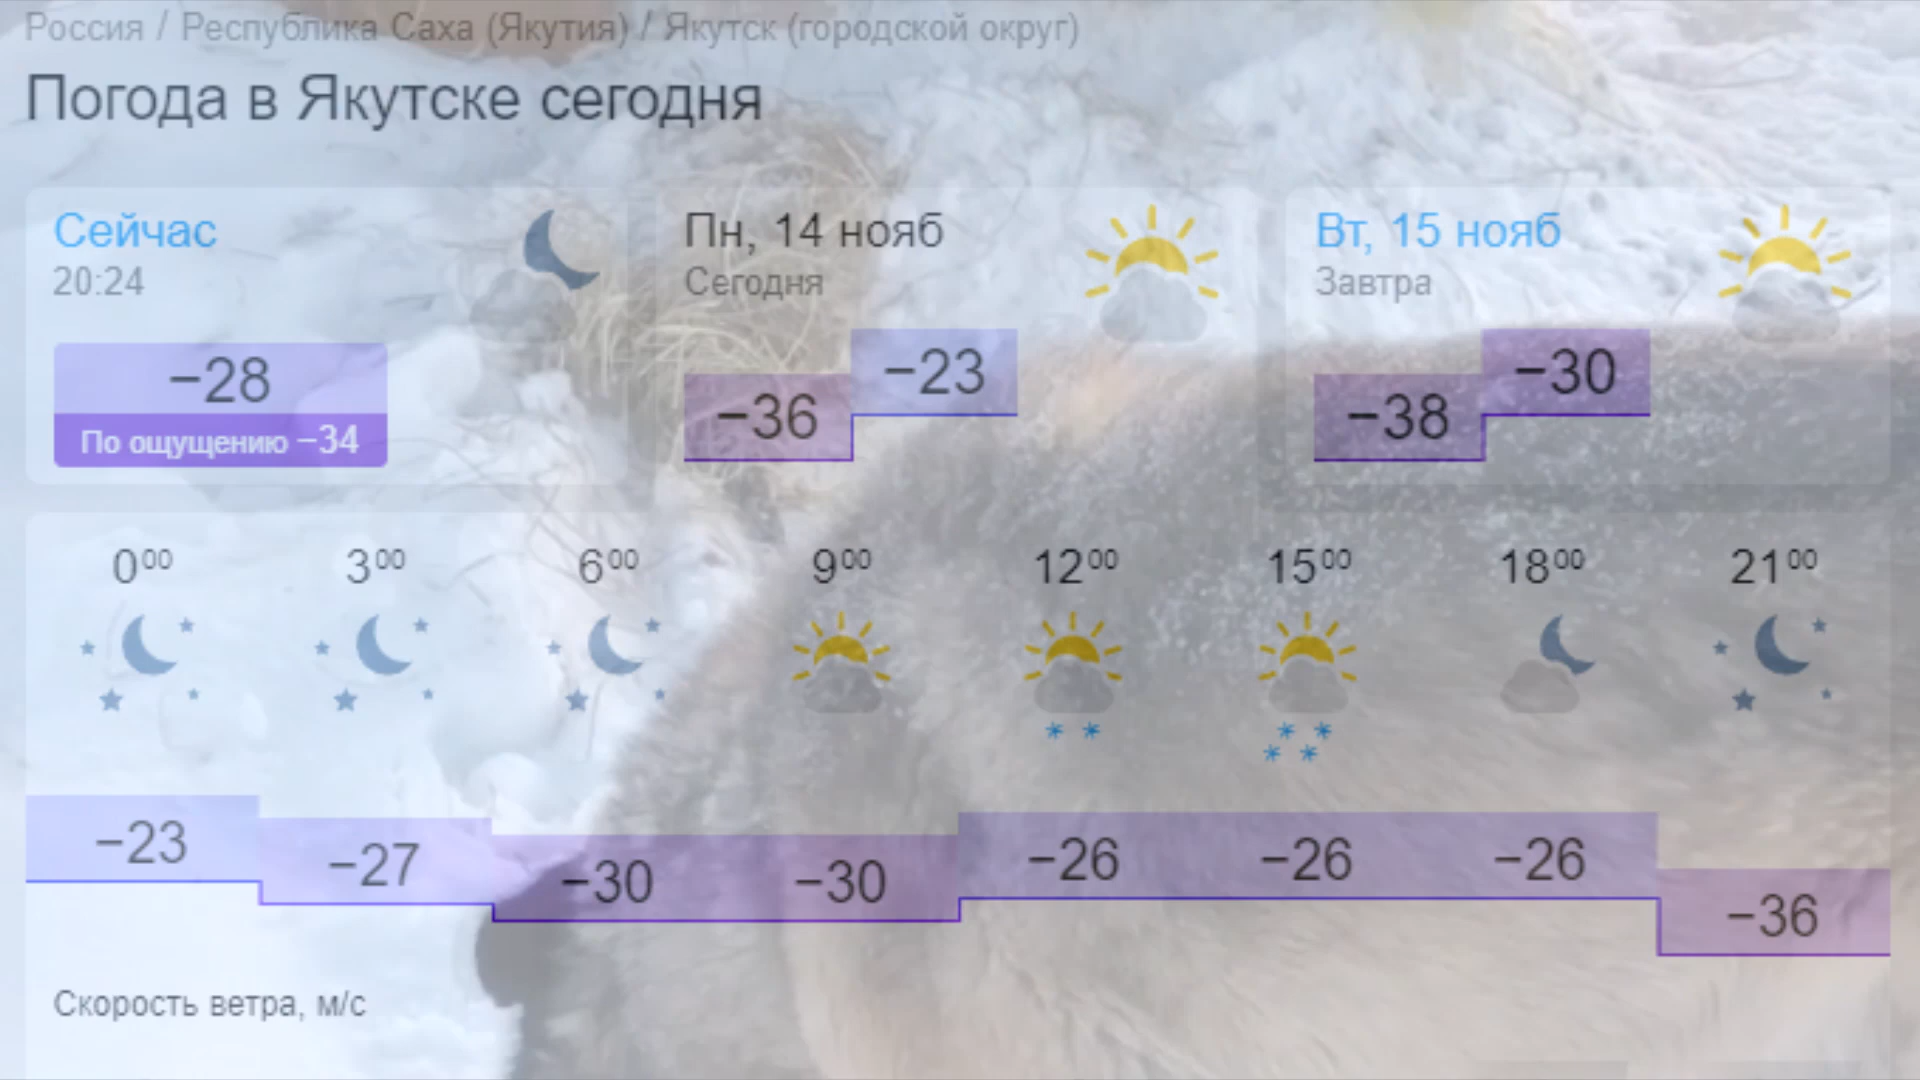 Россия / Республика Саха (Якутия) / Якутск (городской округ)
Погода в Якутске сегодня
Сейчас
20:24
−28
По ощущению −34
Пн, 14 нояб
Сегодня
−36
−23
Вт, 15 нояб
Завтра
−38
−30
0⁰⁰ 3⁰⁰ 6⁰⁰ 9⁰⁰ 12⁰⁰ 15⁰⁰ 18⁰⁰ 21⁰⁰
−23 −27 −30 −30 −26 −26 −26 −36
Скорость ветра, м/с